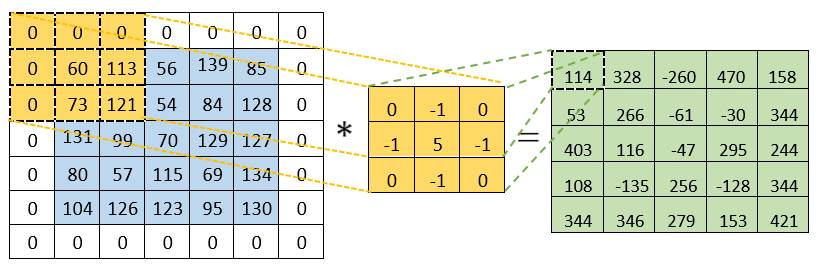 0 0 0 0 0 0 0
0 60 113 56 139 85 0
0 73 121 54 84 128 0
0 131 99 70 129 127 0
0 80 57 115 69 134 0
0 104 126 123 95 130 0
0 0 0 0 0 0 0
*
0 -1 0
-1 5 -1
0 -1 0
=
114 328 -260 470 158
53 266 -61 -30 344
403 116 -47 295 244
108 -135 256 -128 344
344 346 279 153 421